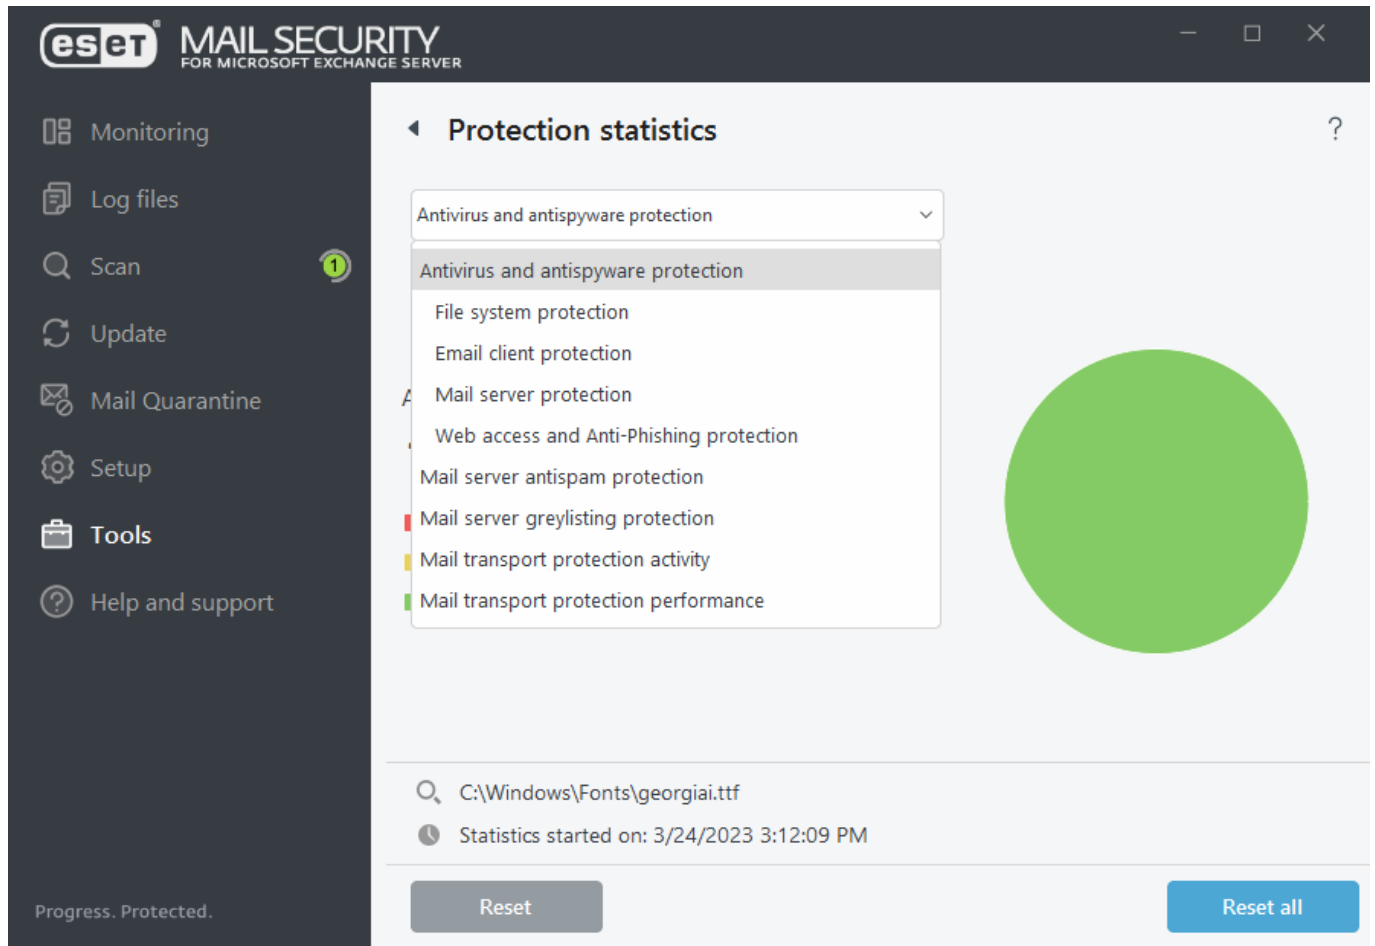 eset® MAIL SECURITY
FOR MICROSOFT EXCHANGE SERVER
Monitoring
Log files
Scan
1
Update
Mail Quarantine
Setup
Tools
Help and support
Progress. Protected.
Protection statistics
?
Antivirus and antispyware protection
Antivirus and antispyware protection
File system protection
Email client protection
Mail server protection
Web access and Anti-Phishing protection
Mail server antispam protection
Mail server greylisting protection
Mail transport protection activity
Mail transport protection performance
C:\Windows\Fonts\georgiai.ttf
Statistics started on: 3/24/2023 3:12:09 PM
Reset
Reset all